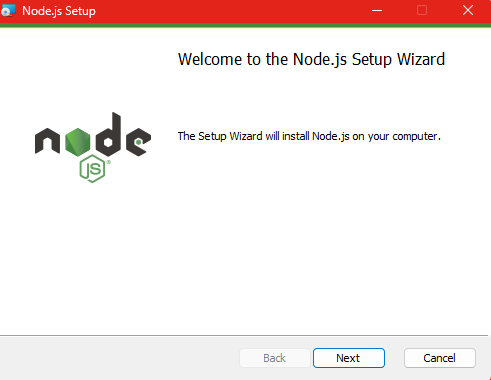 Node.js Setup
Welcome to the Node.js Setup Wizard
The Setup Wizard will install Node.js on your computer.
node
JS®
Back
Next
Cancel